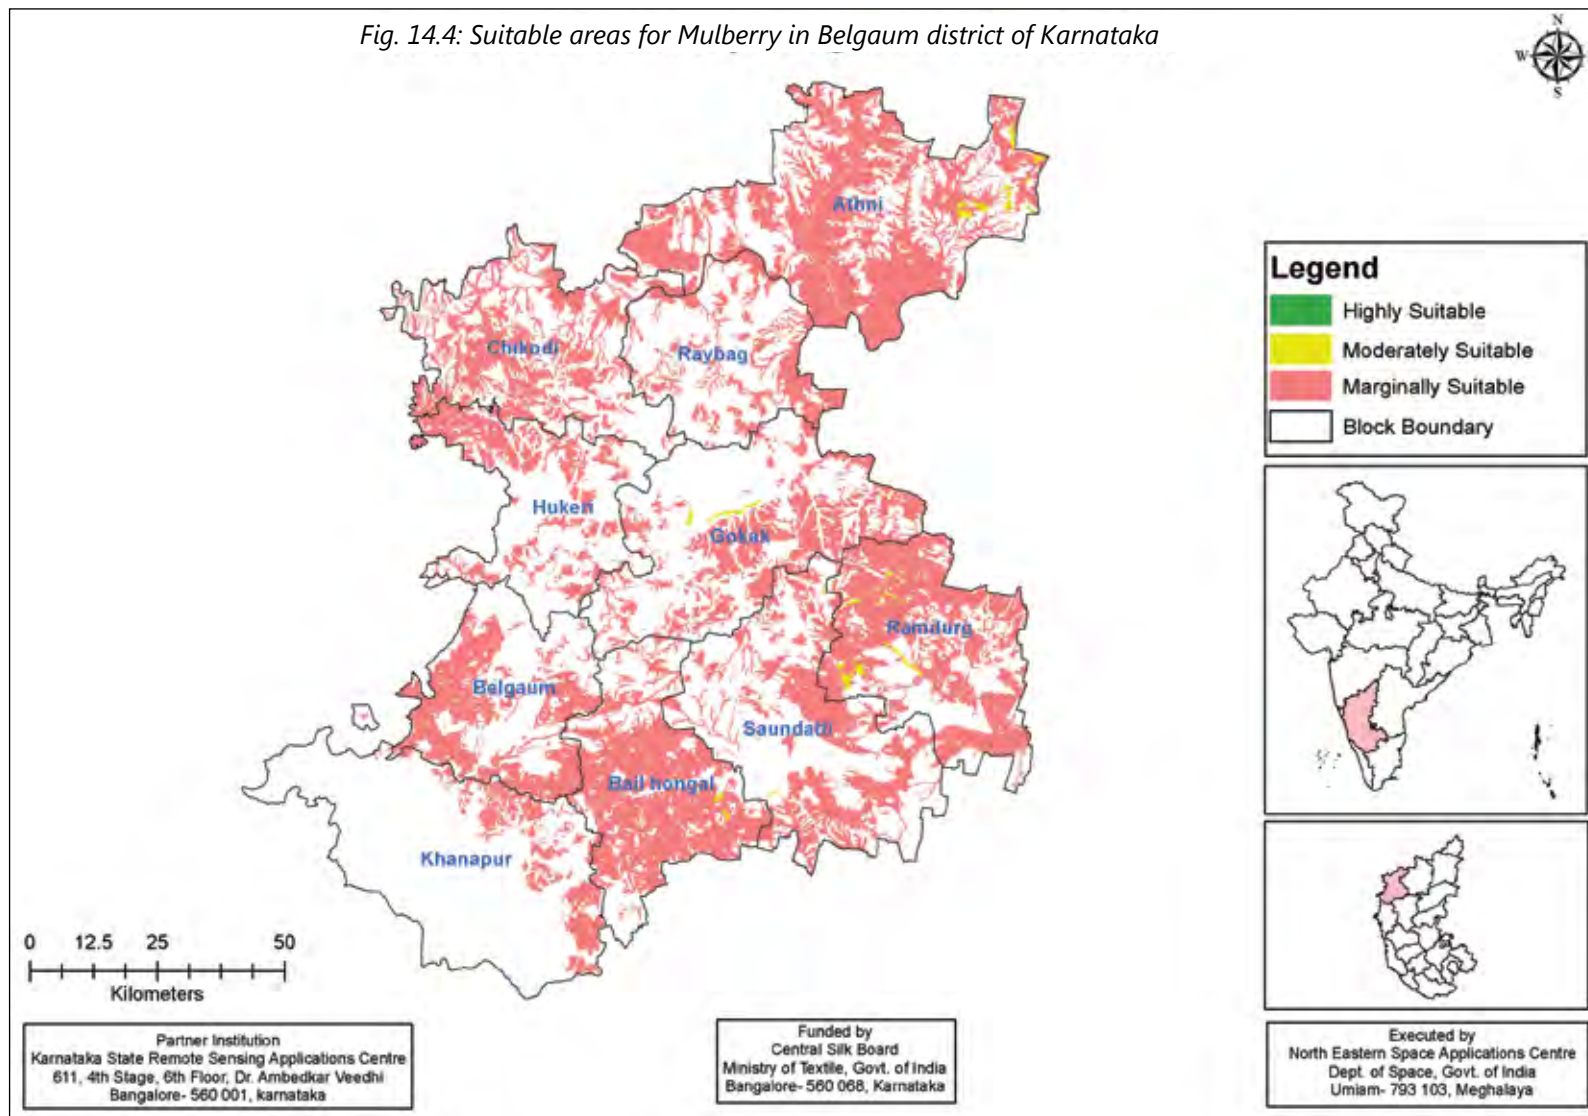 Fig. 14.4: Suitable areas for Mulberry in Belgaum district of Karnataka
N
W
S
Athni
Chikodi
Raybag
Hukeri
Gokak
Ramdurg
Belgaum
Saundatti
Bail hongal
Khanapur
Legend
Highly Suitable
Moderately Suitable
Marginally Suitable
Block Boundary
0 12.5 25 50
Kilometers
Partner Institution
Karnataka State Remote Sensing Applications Centre
611, 4th Stage, 6th Floor, Dr. Ambedkar Veedhi
Bangalore- 560 001, karnataka
Funded by
Central Silk Board
Ministry of Textile, Govt. of India
Bangalore- 560 068, Karnataka
Executed by
North Eastern Space Applications Centre
Dept. of Space, Govt. of India
Umiam- 793 103, Meghalaya